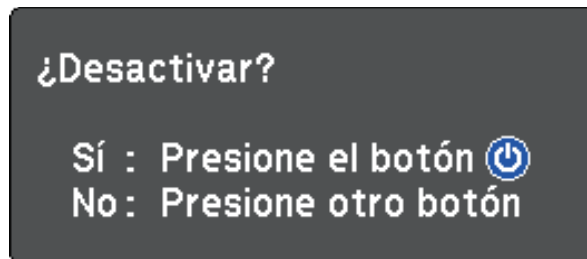 ¿Desactivar?
Sí : Presione el botón
No : Presione otro botón